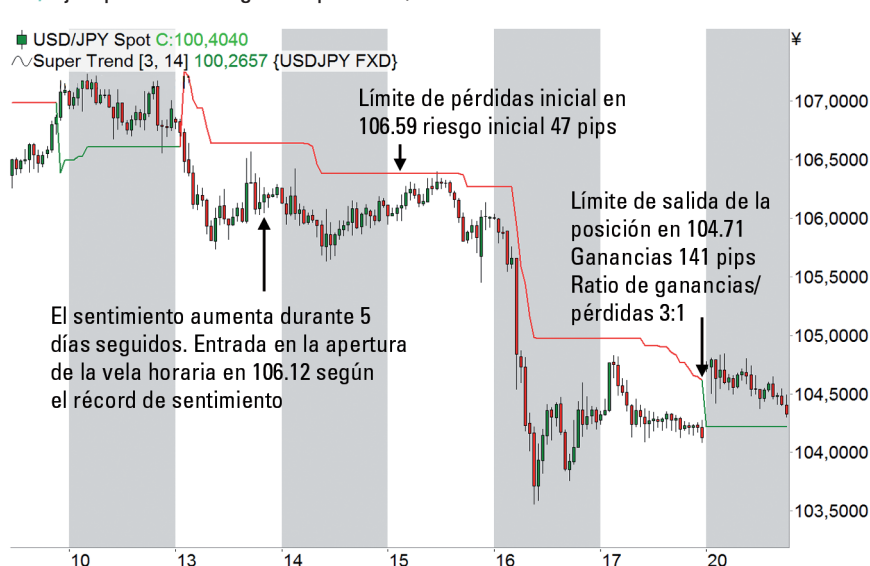 USD/JPY Spot C:100,4040
Super Trend [3, 14] 100,2657 {USDJPY FXD}
¥
Límite de pérdidas inicial en
106.59 riesgo inicial 47 pips
107,0000
106,5000
Límite de salida de la
posición en 104.71
Ganancias 141 pips
Ratio de ganancias/
pérdidas 3:1
106,0000
105,5000
El sentimiento aumenta durante 5
días seguidos. Entrada en la apertura
de la vela horaria en 106.12 según
el récord de sentimiento
105,0000
104,5000
104,0000
103,5000
10 13 14 15 16 17 20